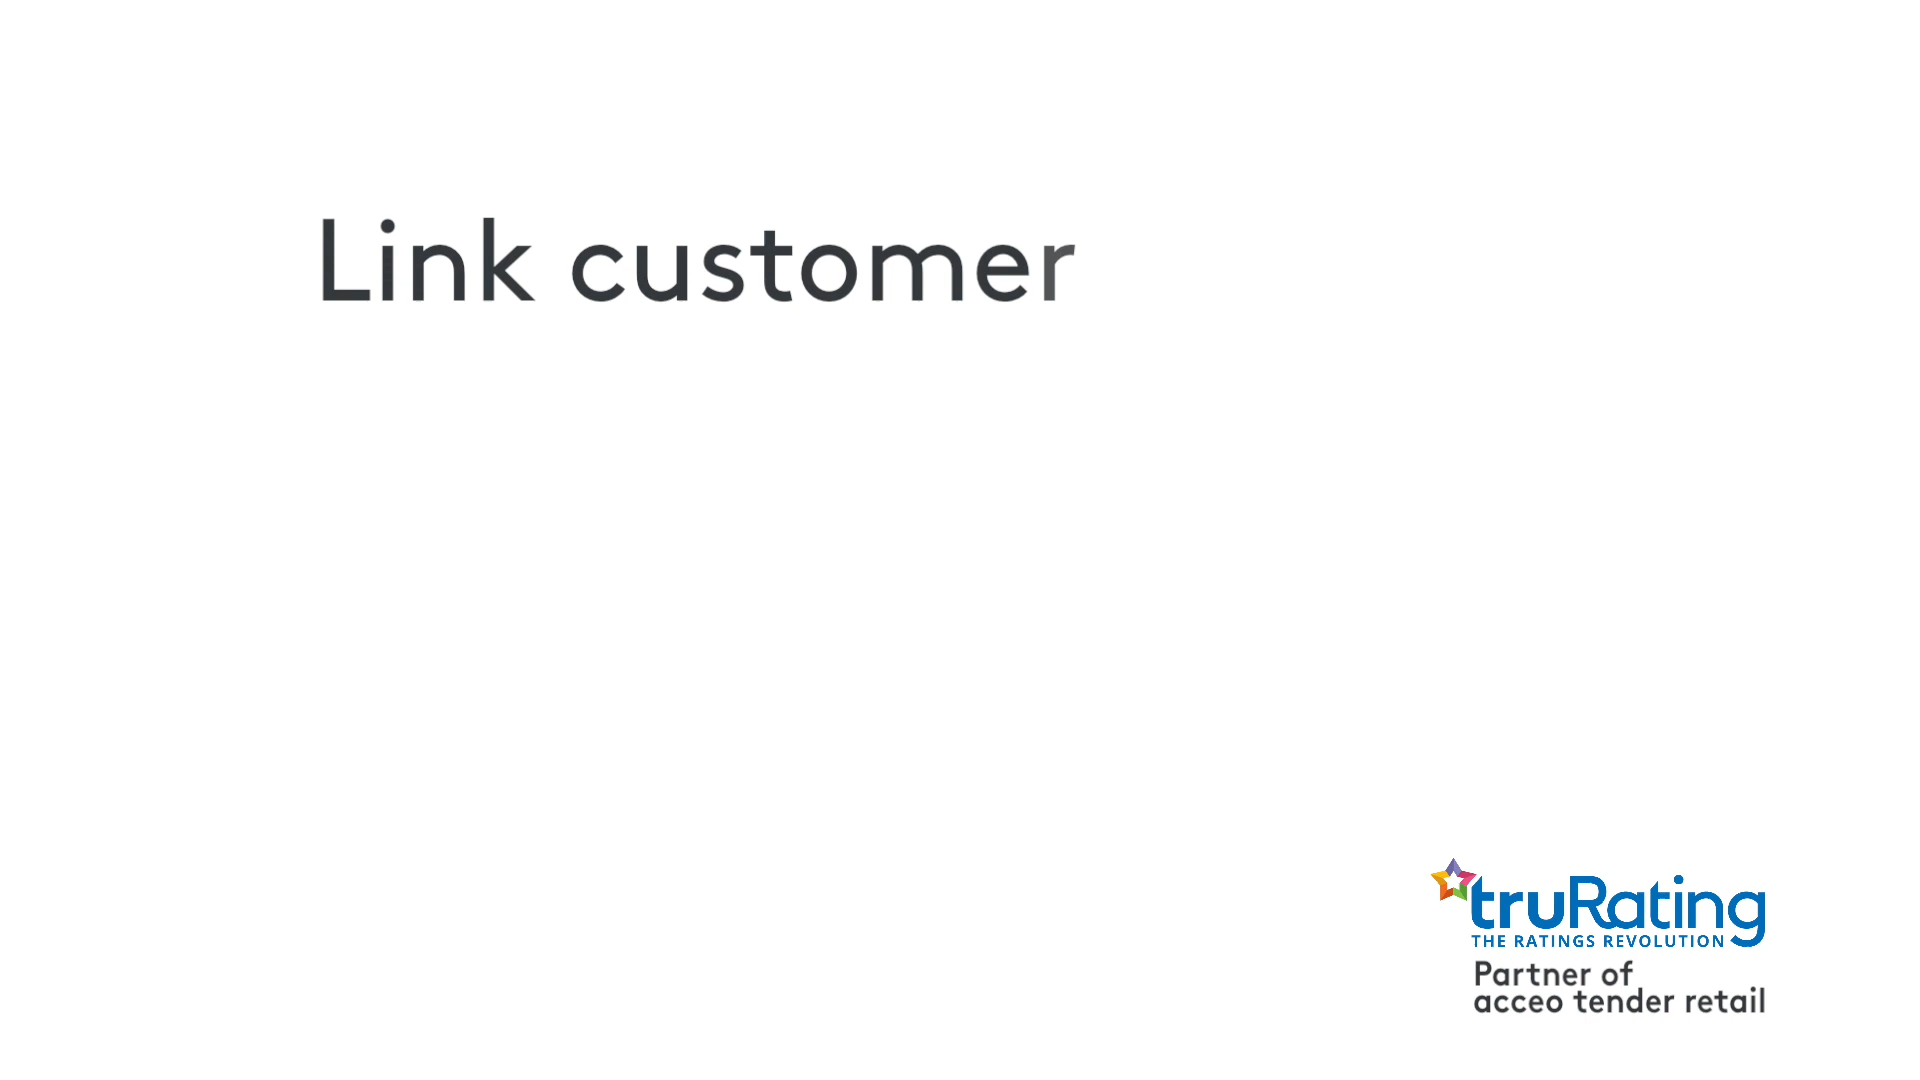 Link customer
truRating
THE RATINGS REVOLUTION
Partner of
acceo tender retail